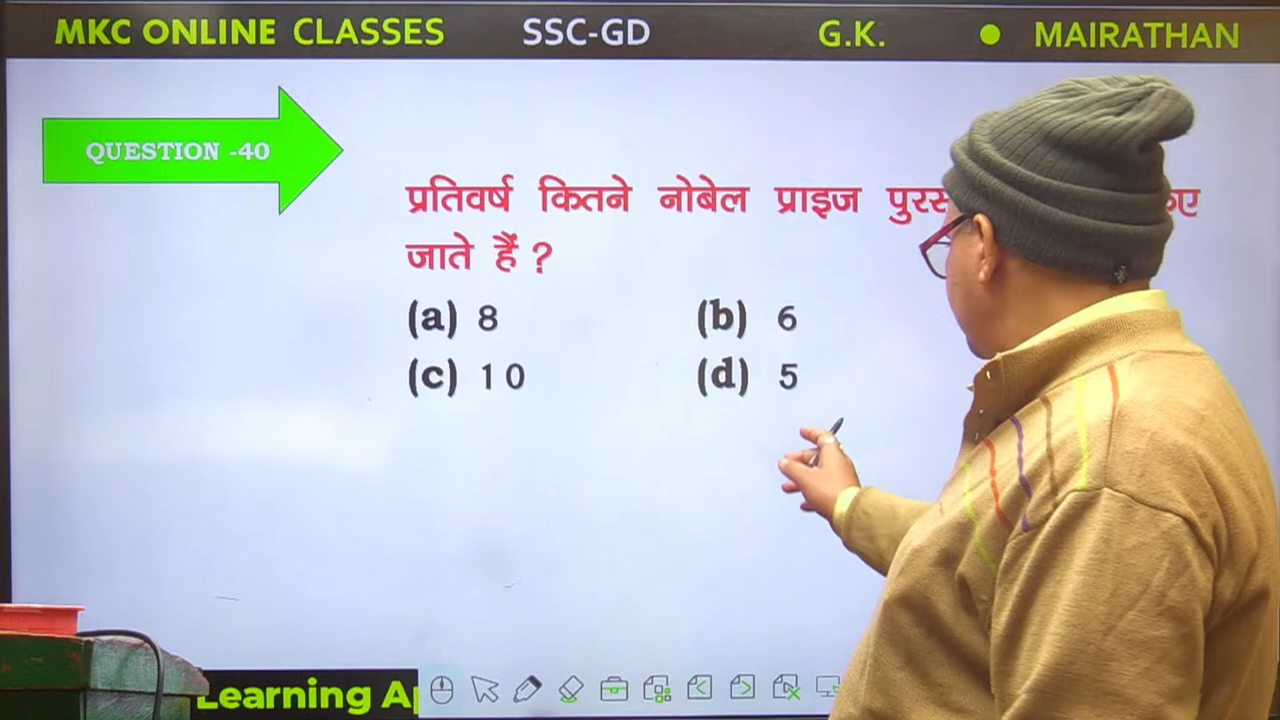 MKC ONLINE CLASSES SSC-GD G.K. MAIRATHAN
QUESTION -40
प्रतिवर्ष कितने नोबेल प्राइज
जाते हैं ?
(a) 8 (b) 6
(c) 10 (d) 5
Learning